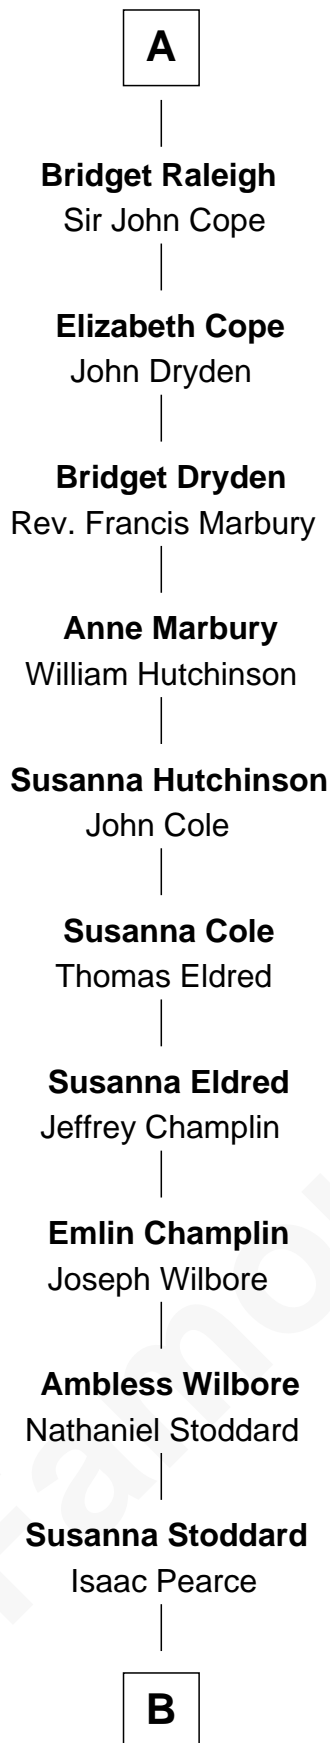 A
Bridget Raleigh
Sir John Cope
Elizabeth Cope
John Dryden
Bridget Dryden
Rev. Francis Marbury
Anne Marbury
William Hutchinson
Susanna Hutchinson
John Cole
Susanna Cole
Thomas Eldred
Susanna Eldred
Jeffrey Champlin
Emlin Champlin
Joseph Wilbore
Ambless Wilbore
Nathaniel Stoddard
Susanna Stoddard
Isaac Pearce
B